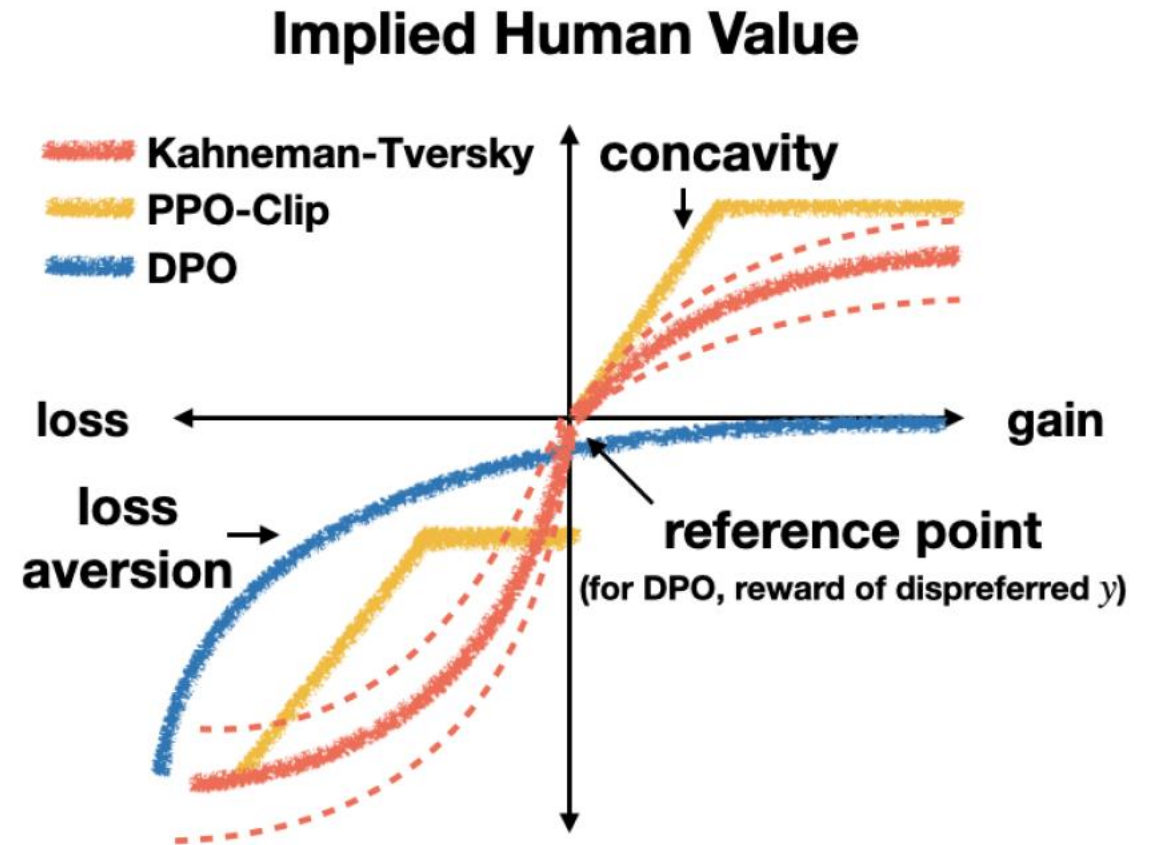 Implied Human Value
Kahneman-Tversky
PPO-Clip
DPO
concavity
loss
gain
loss
aversion
reference point
(for DPO, reward of dispreferred y)